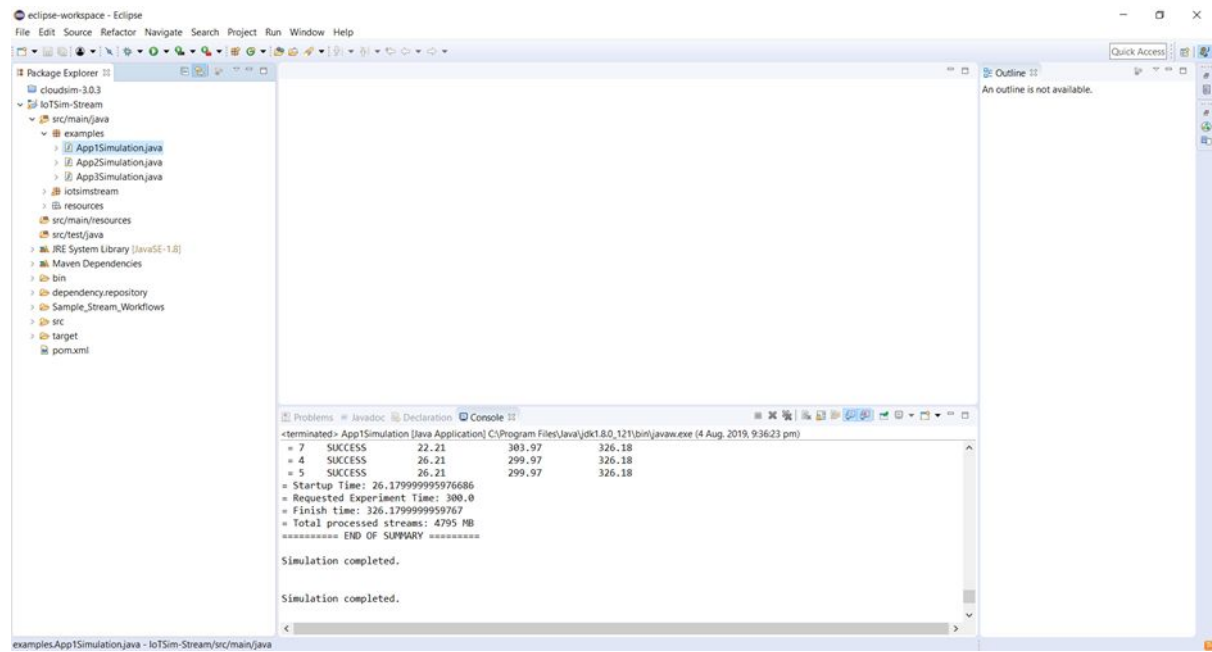 eclipse-workspace - Eclipse
File Edit Source Refactor Navigate Search Project Run Window Help
Quick Access
Package Explorer
cloudsim-3.0.3
IoTSim-Stream
src/main/java
examples
App1Simulation.java
App2Simulation.java
App3Simulation.java
iotsimstream
resources
src/main/resources
src/test/java
JRE System Library [JavaSE-1.8]
Maven Dependencies
bin
dependency.repository
Sample_Stream_Workflows
src
target
pom.xml
Outline
An outline is not available.
Problems Javadoc Declaration Console
<terminated> App1Simulation [Java Application] C:\Program Files\Java\jdk1.8.0_121\bin\javaw.exe (4 Aug. 2019, 9:36:23 pm)
= 7 SUCCESS 22.21 303.97 326.18
= 4 SUCCESS 26.21 299.97 326.18
= 5 SUCCESS 26.21 299.97 326.18
= Startup Time: 26.179999995976686
= Requested Experiment Time: 300.0
= Finish time: 326.1799999959767
= Total processed streams: 4795 MB
========== END OF SUMMARY =========
Simulation completed.
Simulation completed.
examples.App1Simulation.java - IoTSim-Stream/src/main/java